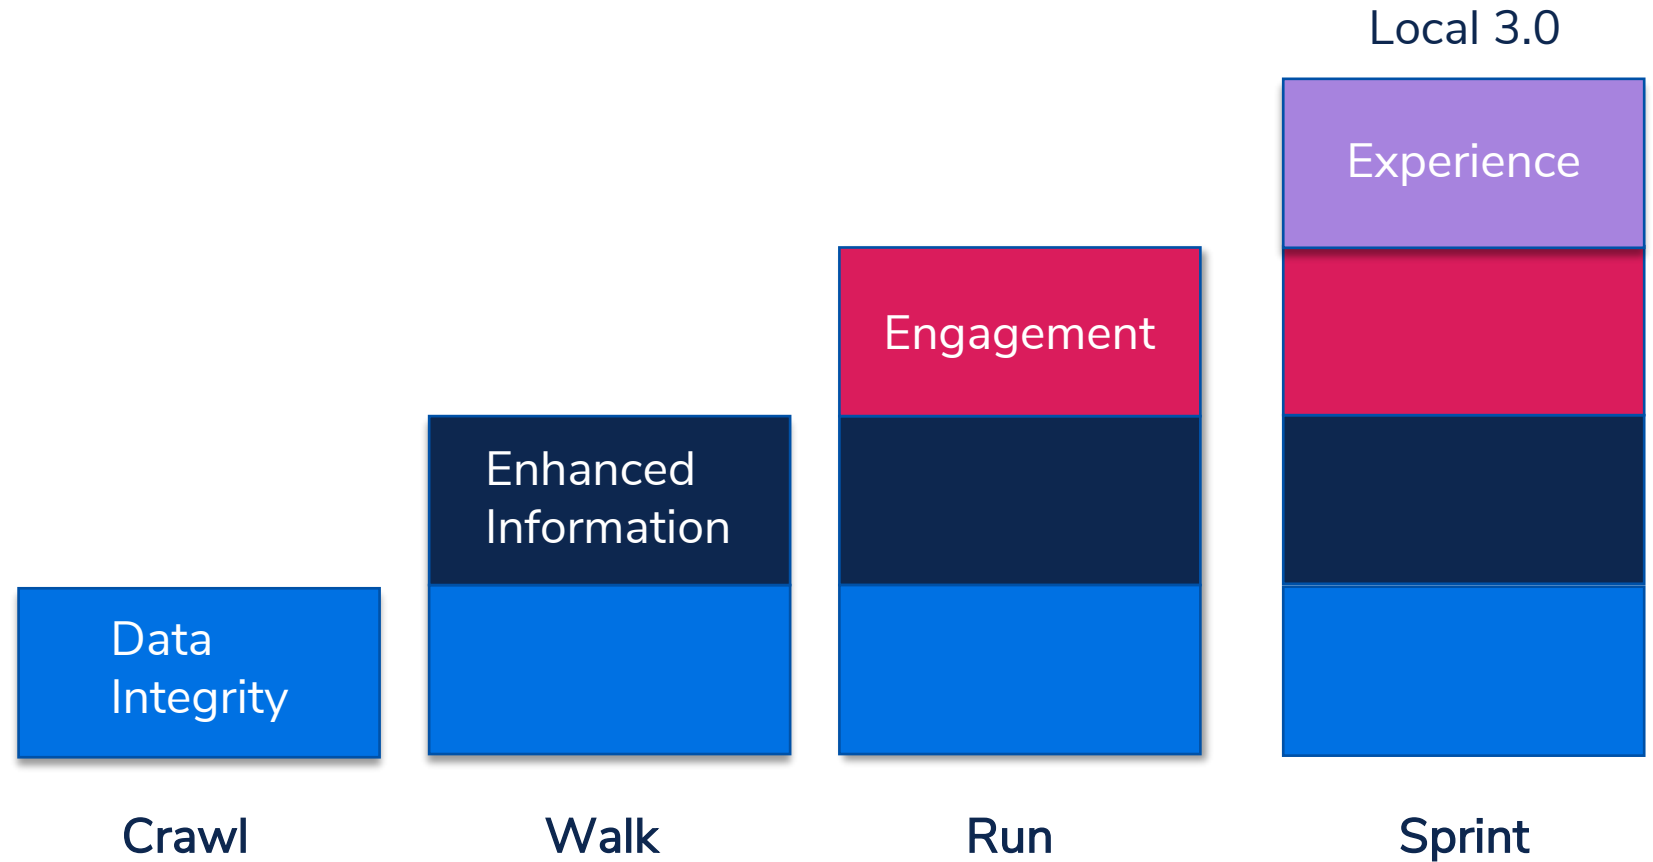 Local 3.0
Experience
Engagement
Enhanced
Information
Data
Integrity
Crawl
Walk
Run
Sprint